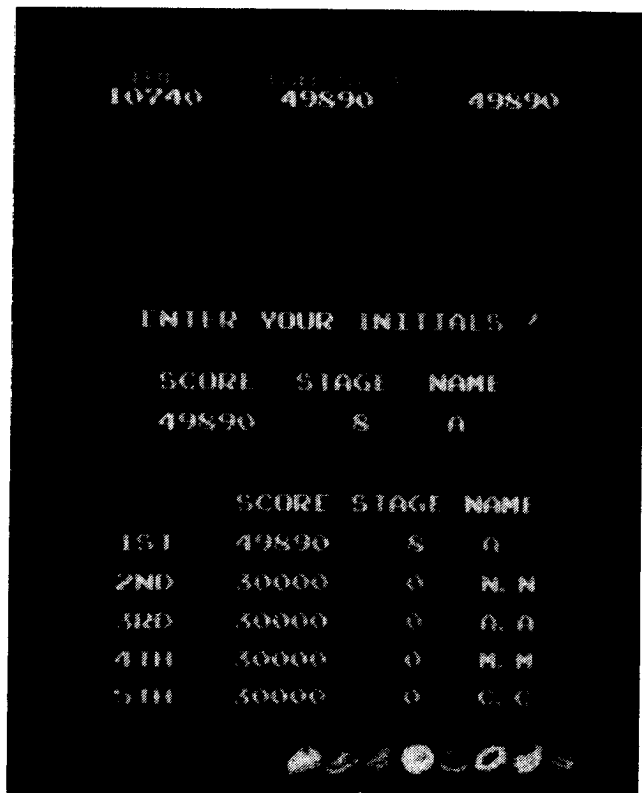 10740 49890 49890
ENTER YOUR INITIALS !
SCORE STAGE NAME
49890 8 A
SCORE STAGE NAME
1ST 49890 8 A
2ND 30000 0 N.N
3RD 30000 0 A.A
4TH 30000 0 M.M
5TH 30000 0 C.C